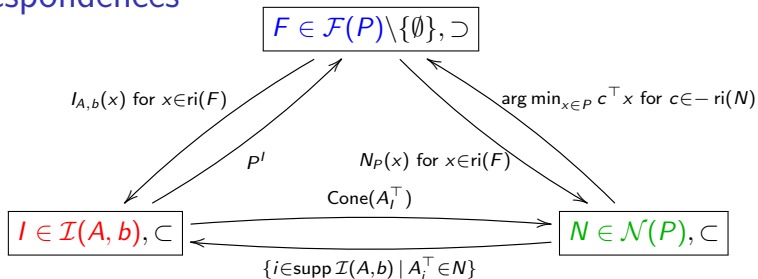 F ∈ 𝓕(P)\{∅}, ⊃
I_{A,b}(x) for x∈ri(F)
arg min_{x∈P} c^⊤x for c∈− ri(N)
P^I
N_P(x) for x∈ri(F)
Cone(A_I^⊤)
I ∈ 𝓘(A, b), ⊂
N ∈ 𝓝(P), ⊂
{i∈supp 𝓘(A,b) | A_i^⊤∈N}